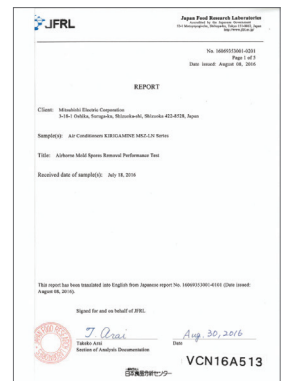 JFRL
Japan Food Research Laboratories
No. 16069353001-0201
Page 1 of 5
Date issued: August 08, 2016
REPORT
Client: Mitsubishi Electric Corporation
3-18-1 Oshika, Suruga-ku, Shizuoka-shi, Shizuoka 422-8528, Japan
Sample(s): Air Conditioners KIRIGAMINE MSZ-LN Series
Title: Airborne Mold Spores Removal Performance Test
Received date of sample(s): July 18, 2016
This report has been translated into English from Japanese report No. 16069353001-0101 (Date issued:
August 08, 2016).
Signed for and on behalf of JFRL
T. Arai
Aug. 30, 2016
Takeko Arai
Date
Section of Analysis Documentation
VCN16A513
日本食品分析センター